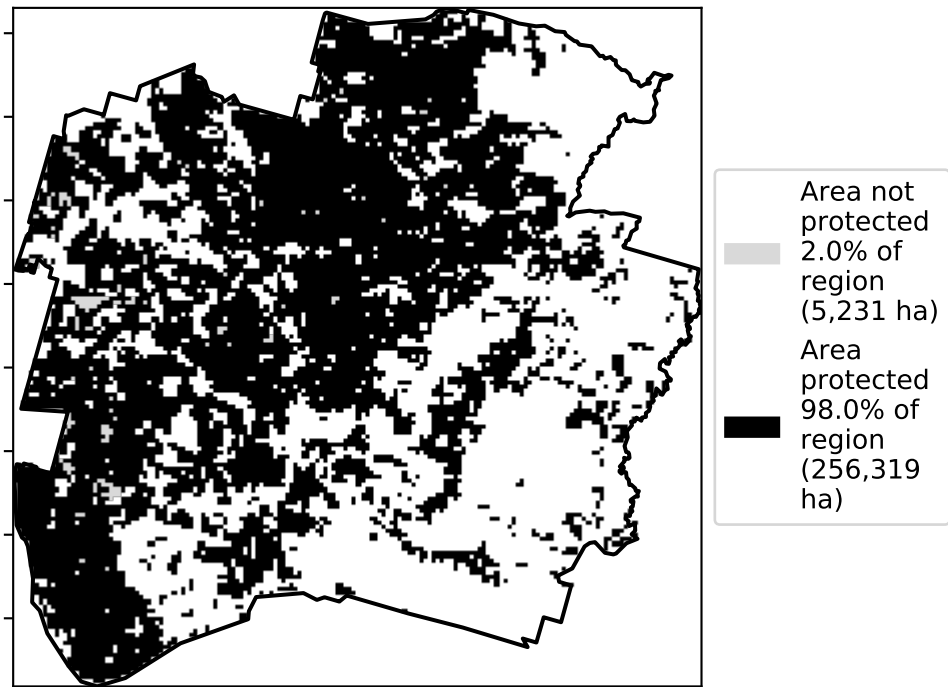 Area not
protected
2.0% of
region
(5,231 ha)
Area
protected
98.0% of
region
(256,319
ha)